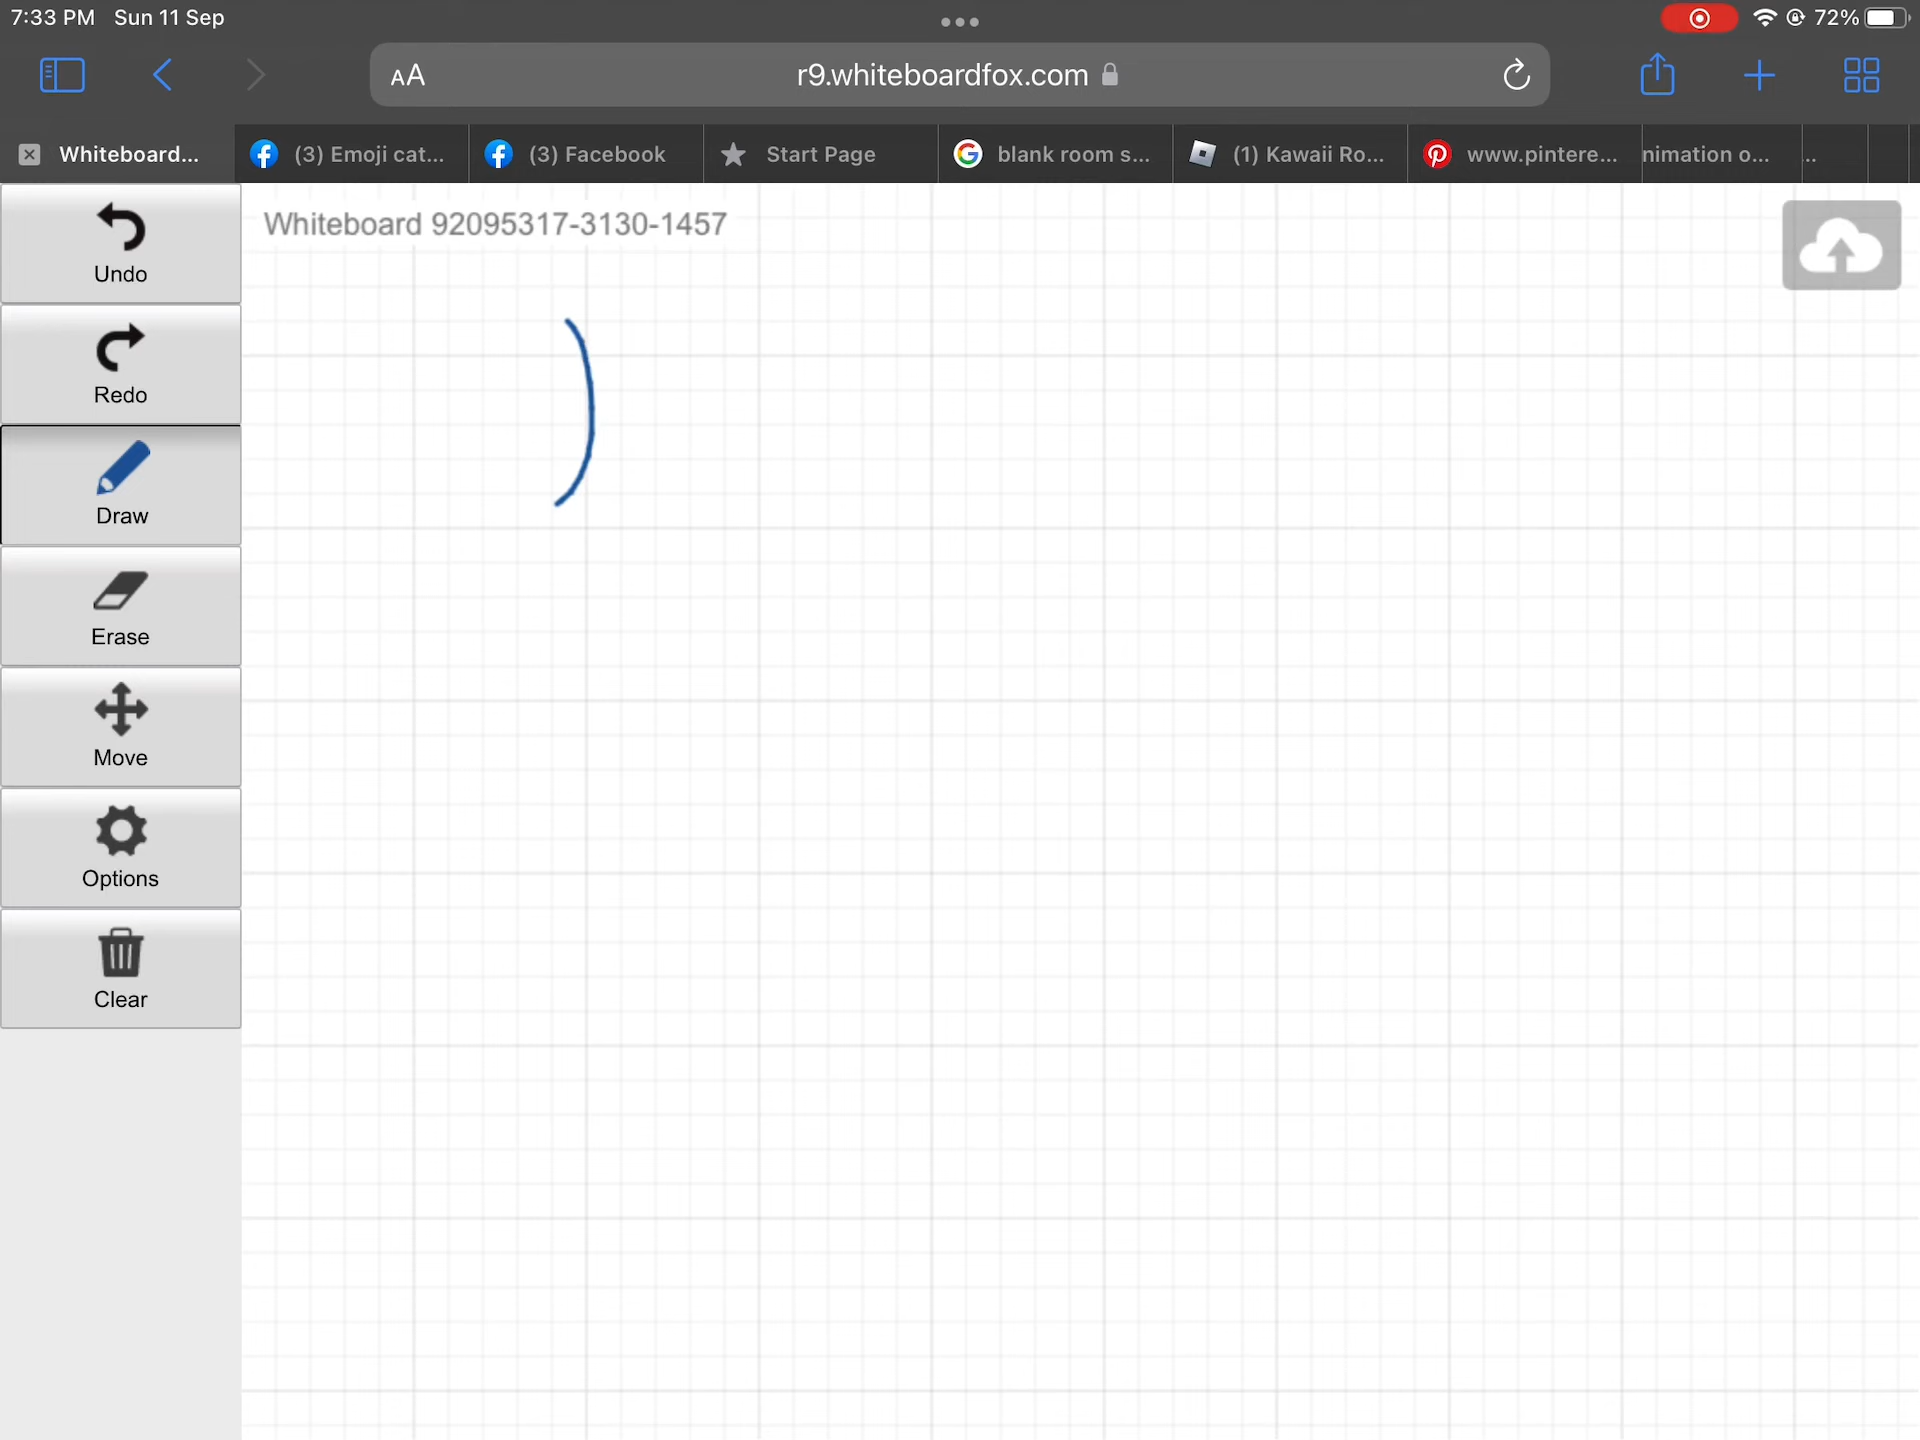 7:33 PM Sun 11 Sep 72%
AA r9.whiteboardfox.com
Whiteboard... (3) Emoji cat... (3) Facebook Start Page blank room s... (1) Kawaii Ro... www.pintere... nimation o... ..
Whiteboard 92095317-3130-1457
Undo
Redo
Draw
Erase
Move
Options
Clear